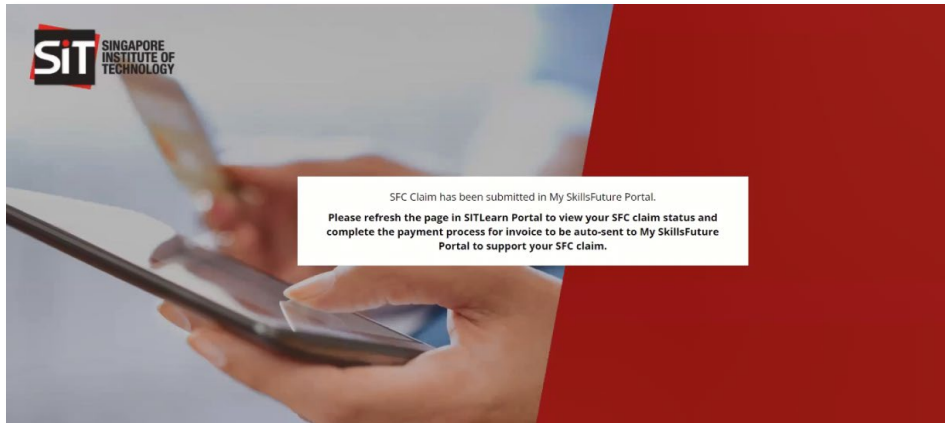 SiT
SINGAPORE
INSTITUTE OF
TECHNOLOGY
SFC Claim has been submitted in My SkillsFuture Portal.
Please refresh the page in SITLearn Portal to view your SFC claim status and
complete the payment process for invoice to be auto-sent to My SkillsFuture
Portal to support your SFC claim.